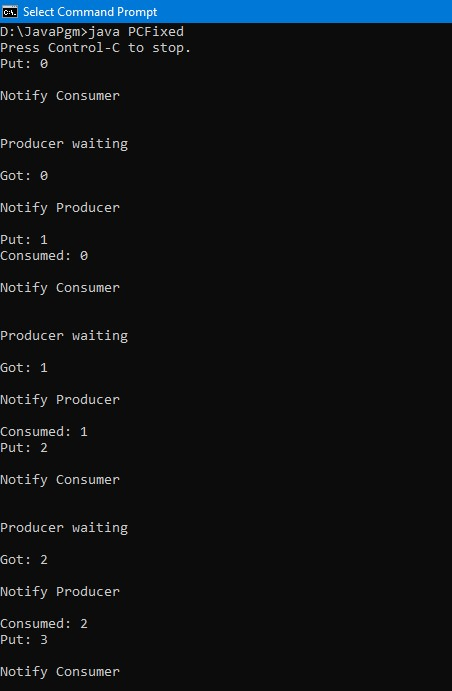 Select Command Prompt
D:\JavaPgm>java PCFixed
Press Control-C to stop.
Put: 0
Notify Consumer
Producer waiting
Got: 0
Notify Producer
Put: 1
Consumed: 0
Notify Consumer
Producer waiting
Got: 1
Notify Producer
Consumed: 1
Put: 2
Notify Consumer
Producer waiting
Got: 2
Notify Producer
Consumed: 2
Put: 3
Notify Consumer